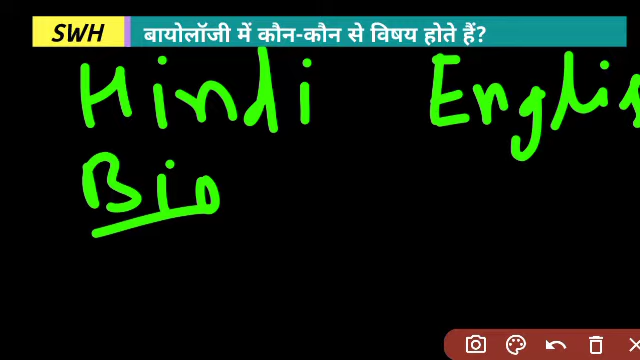 SWH बायोलॉजी में कौन-कौन से विषय होते हैं?
Hindi
Bio